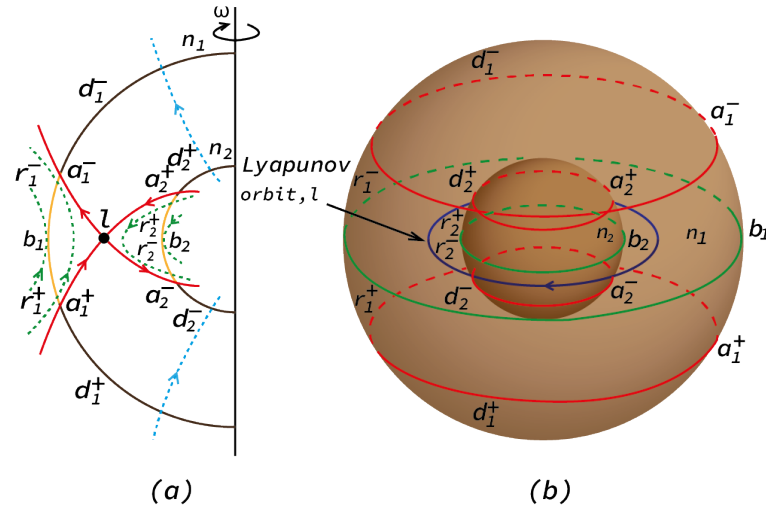 ω
n₁
d₁⁻
n₂
d₂⁺
r₁⁻
a₁⁻
a₂⁺
l
r₂⁺
b₁
r₂⁻
b₂
r₁⁺
a₁⁺
a₂⁻
d₂⁻
d₁⁺
(a)
Lyapunov
orbit,l
d₁⁻
a₁⁻
r₁⁻
d₂⁺
a₂⁺
r₂⁺
n₂
b₂
n₁
b₁
r₂⁻
r₁⁺
d₂⁻
a₂⁻
a₁⁺
d₁⁺
(b)